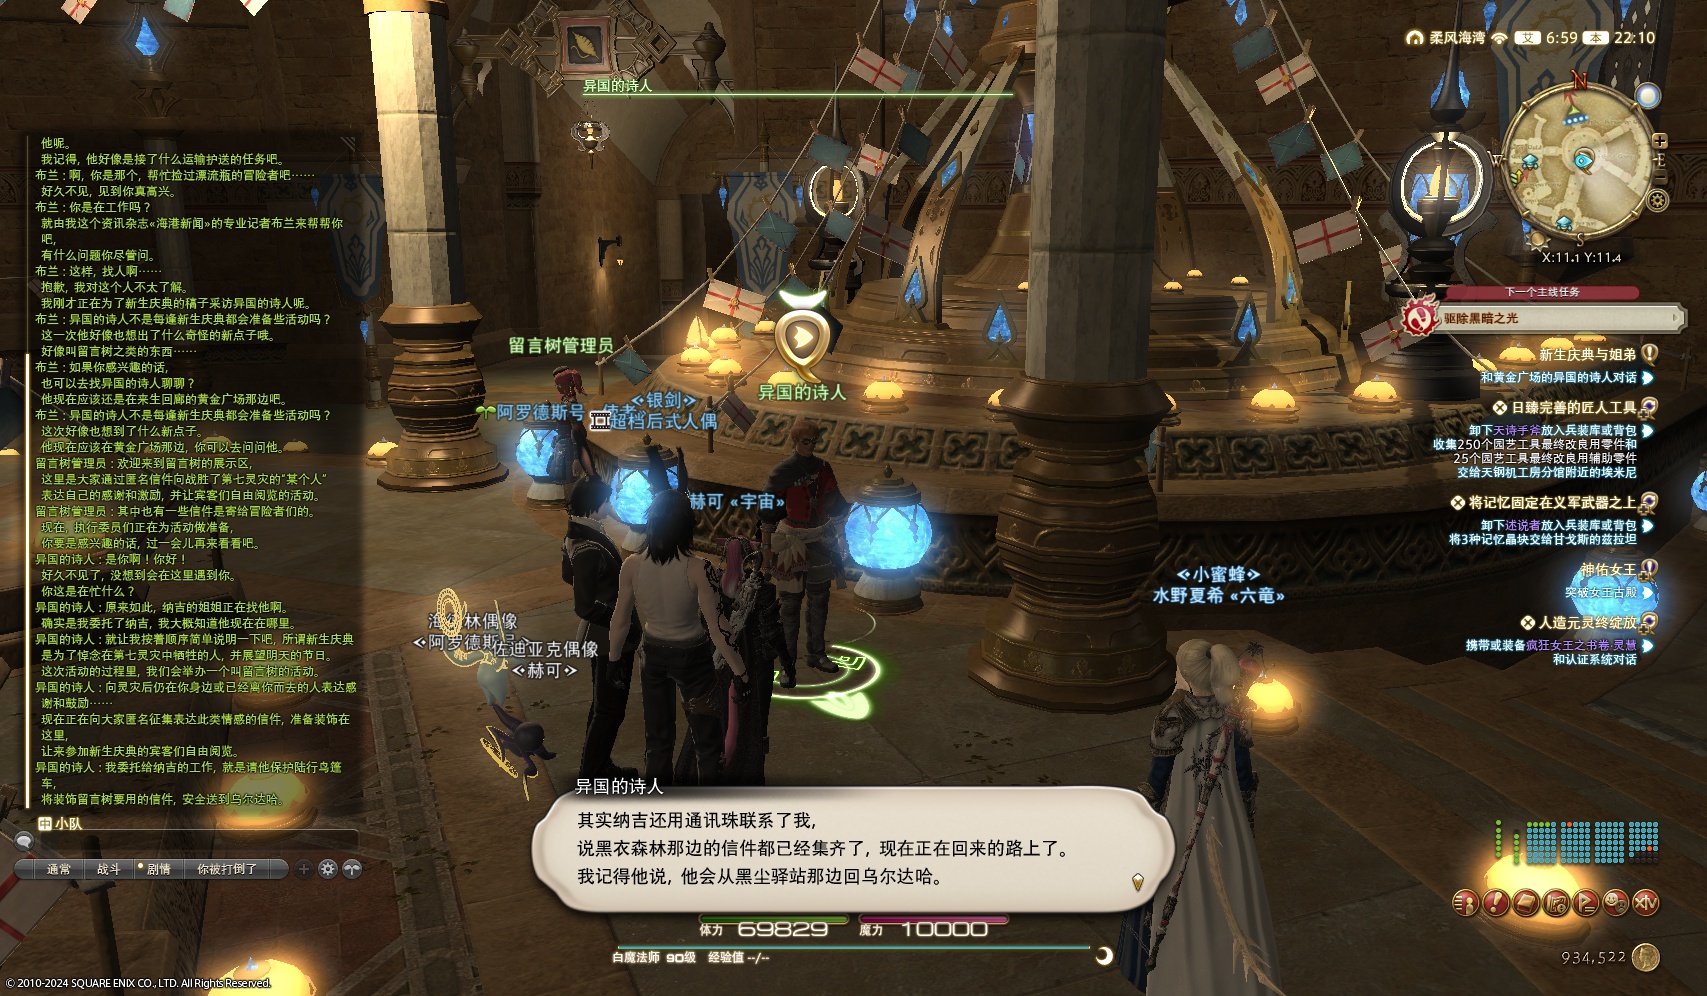 异国的诗人
柔风海湾 艾 6:59 本 22:10
N
W
E
S
X:11.1 Y:11.4
下一个主线任务
驱除黑暗之光
新生庆典与姐弟
和黄金广场的异国的诗人对话
日臻完善的匠人工具
卸下天诗手斧放入兵装库或背包
收集250个园艺工具最终改良用零件和
25个园艺工具最终改良用辅助零件
交给天钢机工房分馆附近的埃米尼
将记忆固定在义军武器之上
卸下述说者放入兵装库或背包
将3种记忆晶块交给甘戈斯的兹拉坦
神佑女王
突破女王古殿
人造元灵终绽放
携带或装备疯狂女王之书卷·灵慧
和认证系统对话
他呢。
我记得, 他好像是接了什么运输护送的任务吧。
布兰 : 啊, 你是那个, 帮忙捡过漂流瓶的冒险者吧……
好久不见, 见到你真高兴。
布兰 : 你是在工作吗？
就由我这个资讯杂志«海港新闻»的专业记者布兰来帮帮你
吧,
有什么问题你尽管问。
布兰 : 这样, 找人啊……
抱歉, 我对这个人不太了解。
我刚才正在为了新生庆典的稿子采访异国的诗人呢。
布兰 : 异国的诗人不是每逢新生庆典都会准备些活动吗？
这一次他好像也想出了什么奇怪的新点子哦。
好像叫留言树之类的东西……
布兰 : 如果你感兴趣的话,
也可以去找异国的诗人聊聊？
他现在应该还是在来生回廊的黄金广场那边吧。
布兰 : 异国的诗人不是每逢新生庆典都会准备些活动吗？
这次好像也想到了什么新点子。
他现在应该在黄金广场那边, 你可以去问问他。
留言树管理员 : 欢迎来到留言树的展示区,
这里是大家通过匿名信件向战胜了第七灵灾的“某个人”
表达自己的感谢和激励, 并让宾客们自由阅览的活动。
留言树管理员 : 其中也有一些信件是寄给冒险者们的。
现在, 执行委员们正在为活动做准备,
你要是感兴趣的话, 过一会儿再来看看吧。
异国的诗人 : 是你啊！你好！
好久不见了, 没想到会在这里遇到你。
你这是在忙什么？
异国的诗人 : 原来如此, 纳吉的姐姐正在找他啊。
确实是我委托了纳吉, 我大概知道他现在在哪里。
异国的诗人 : 就让我按着顺序简单说明一下吧, 所谓新生庆典
是为了悼念在第七灵灾中牺牲的人, 并展望明天的节日。
这次活动的过程里, 我们会举办一个叫留言树的活动。
异国的诗人 : 向灵灾后仍在你身边或已经离你而去的人表达感
谢和鼓励……
现在正在向大家匿名征集表达此类情感的信件, 准备装饰在
这里,
让来参加新生庆典的宾客们自由阅览。
异国的诗人 : 我委托给纳吉的工作, 就是请他保护陆行鸟篷
车,
将装饰留言树要用的信件, 安全送到乌尔达哈。
小队
通常 战斗 剧情 你被打倒了
留言树管理员
异国的诗人
«银剑»
阿罗德斯号
超档后式人偶
赫可 «宇宙»
«小蜜蜂»
水野夏希 «六竜»
林偶像
«阿罗德斯
佐迪亚克偶像
«赫可»
异国的诗人
其实纳吉还用通讯珠联系了我,
说黑衣森林那边的信件都已经集齐了, 现在正在回来的路上了。
我记得他说, 他会从黑尘驿站那边回乌尔达哈。
体力 69829 魔力 10000
白魔法师 90级 经验值 --/--
XIV
934,522
© 2010-2024 SQUARE ENIX CO., LTD. All Rights Reserved.